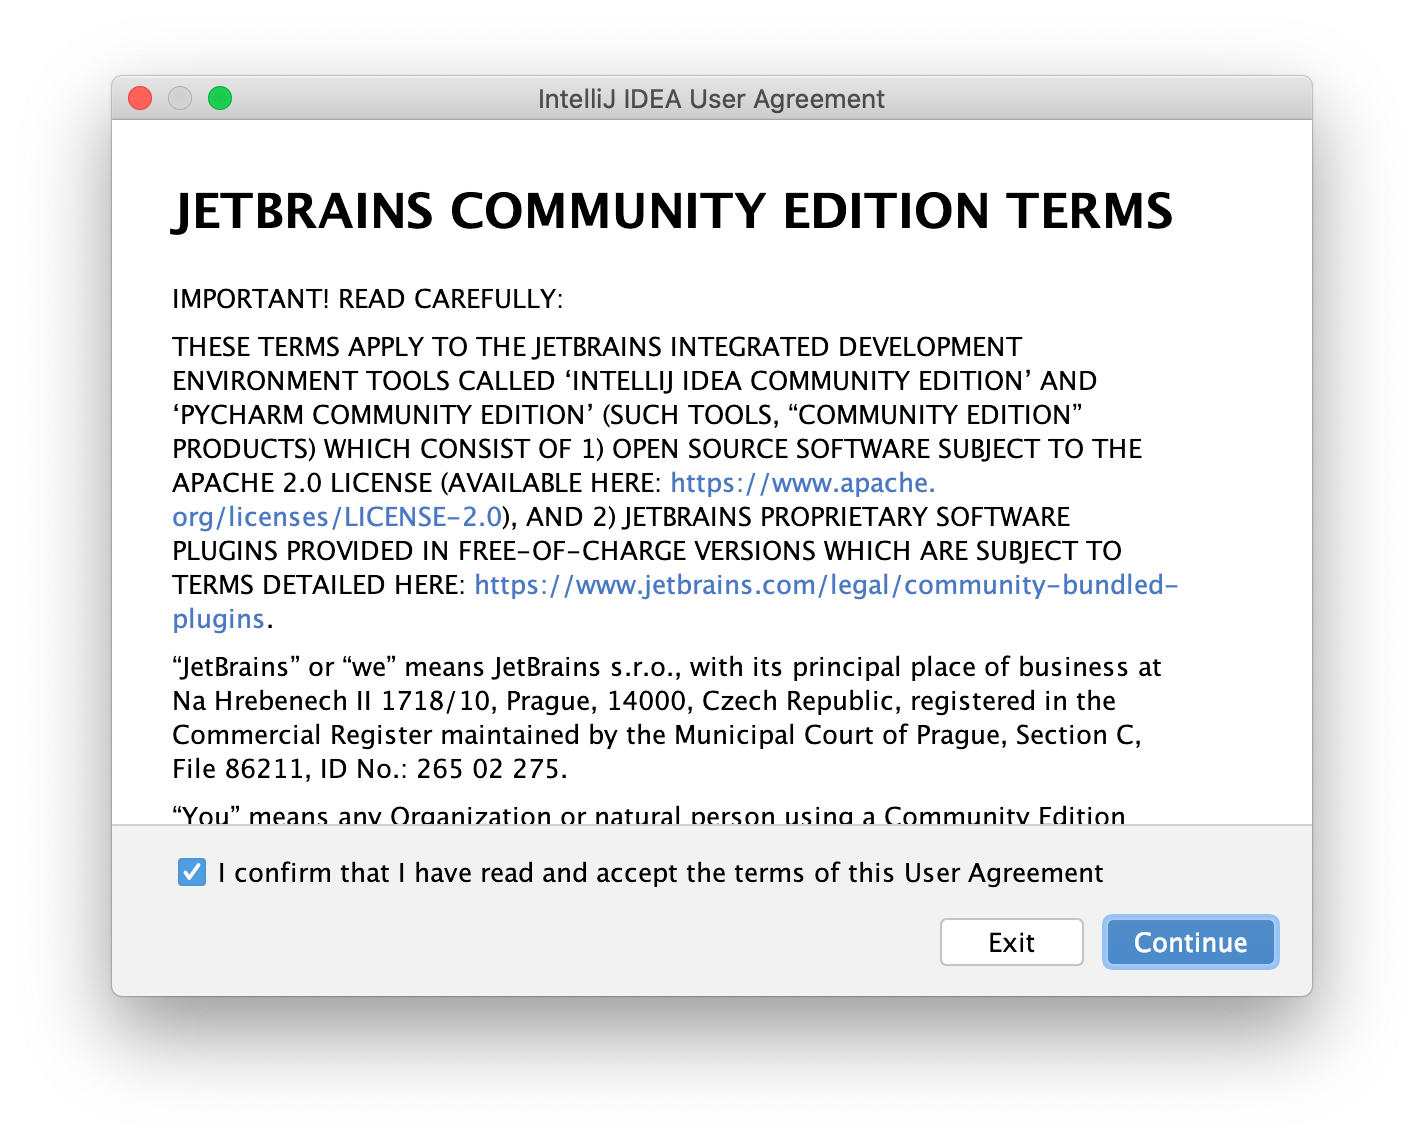 IntelliJ IDEA User Agreement
JETBRAINS COMMUNITY EDITION TERMS
IMPORTANT! READ CAREFULLY:
THESE TERMS APPLY TO THE JETBRAINS INTEGRATED DEVELOPMENT
ENVIRONMENT TOOLS CALLED ‘INTELLIJ IDEA COMMUNITY EDITION’ AND
‘PYCHARM COMMUNITY EDITION’ (SUCH TOOLS, “COMMUNITY EDITION”
PRODUCTS) WHICH CONSIST OF 1) OPEN SOURCE SOFTWARE SUBJECT TO THE
APACHE 2.0 LICENSE (AVAILABLE HERE: https://www.apache.
org/licenses/LICENSE-2.0), AND 2) JETBRAINS PROPRIETARY SOFTWARE
PLUGINS PROVIDED IN FREE-OF-CHARGE VERSIONS WHICH ARE SUBJECT TO
TERMS DETAILED HERE: https://www.jetbrains.com/legal/community-bundled-
plugins.
“JetBrains” or “we” means JetBrains s.r.o., with its principal place of business at
Na Hrebenech II 1718/10, Prague, 14000, Czech Republic, registered in the
Commercial Register maintained by the Municipal Court of Prague, Section C,
File 86211, ID No.: 265 02 275.
“You” means any Organization or natural person using a Community Edition
I confirm that I have read and accept the terms of this User Agreement
Exit
Continue